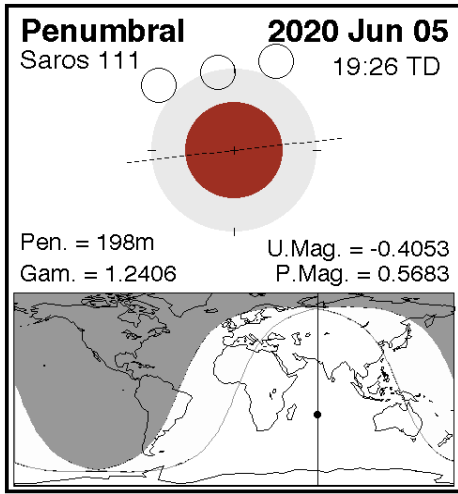 Penumbral 2020 Jun 05
Saros 111 19:26 TD
Pen. = 198m U.Mag. = -0.4053
Gam. = 1.2406 P.Mag. = 0.5683